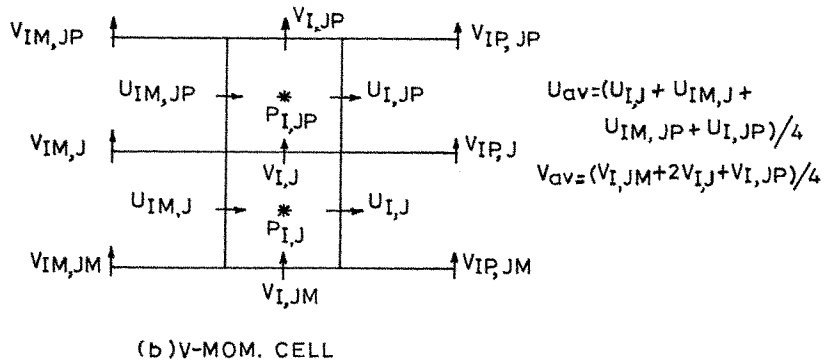 V_I,JP
V_IM,JP
V_IP,JP
U_IM,JP
U_I,JP
P_I,JP
Uav=(U_I,J + U_IM,J +
U_IM,JP + U_I,JP)/4
V_IM,J
V_I,J
V_IP,J
Vav=(V_I,JM+2V_I,J+V_I,JP)/4
U_IM,J
U_I,J
P_I,J
V_IM,JM
V_I,JM
V_IP,JM
(b)V-MOM. CELL